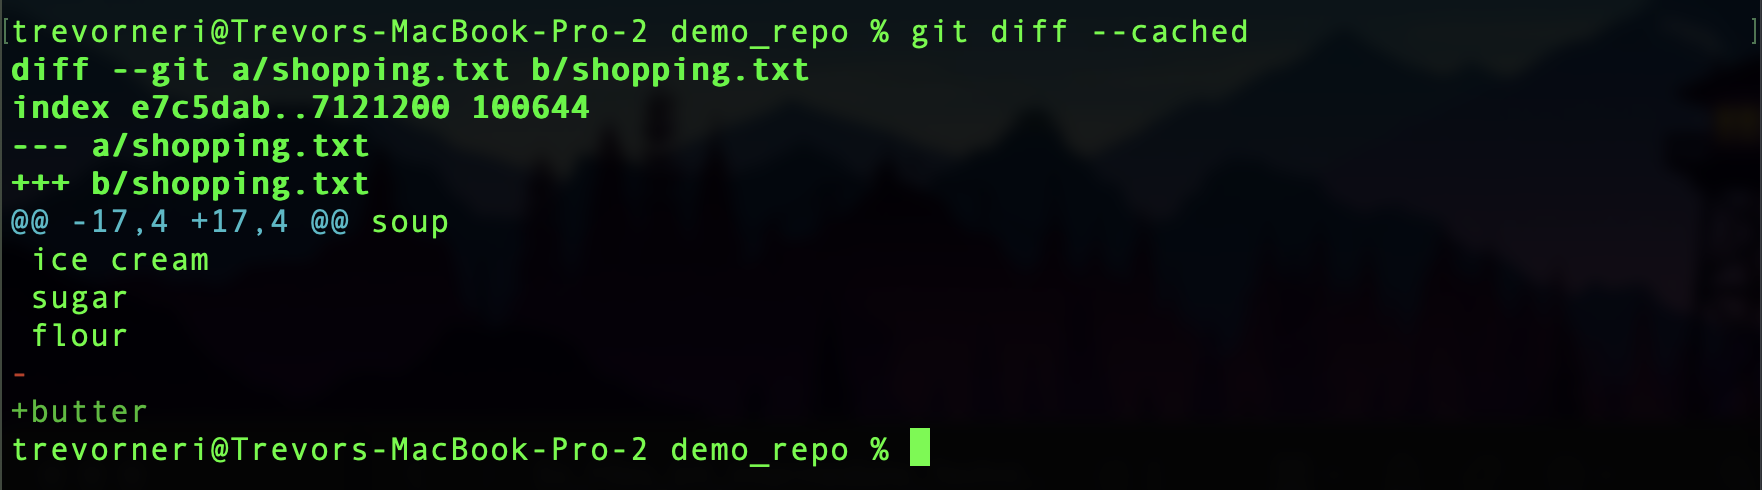 [trevorneri@Trevors-MacBook-Pro-2 demo_repo % git diff --cached ]
diff --git a/shopping.txt b/shopping.txt
index e7c5dab..7121200 100644
--- a/shopping.txt
+++ b/shopping.txt
@@ -17,4 +17,4 @@ soup
 ice cream
 sugar
 flour
-
+butter
trevorneri@Trevors-MacBook-Pro-2 demo_repo %